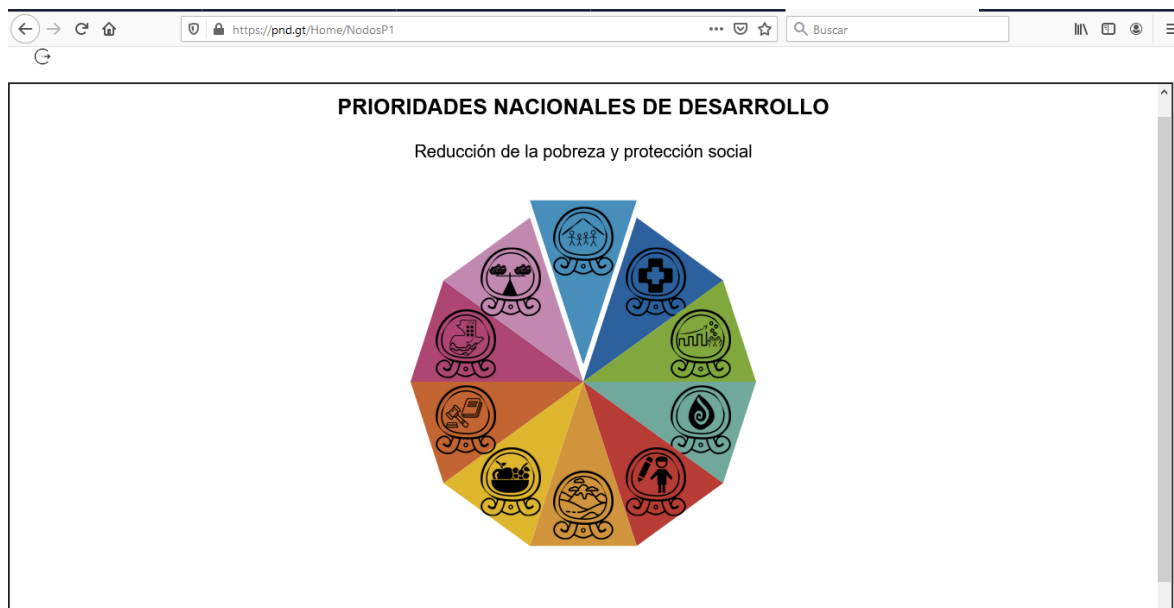 https://pnd.gt/Home/NodosP1
Buscar
PRIORIDADES NACIONALES DE DESARROLLO
Reducción de la pobreza y protección social